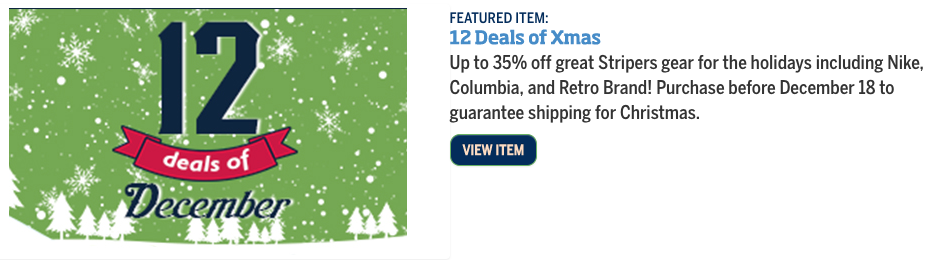 12
deals of
December
FEATURED ITEM:
12 Deals of Xmas
Up to 35% off great Stripers gear for the holidays including Nike,
Columbia, and Retro Brand! Purchase before December 18 to
guarantee shipping for Christmas.
VIEW ITEM